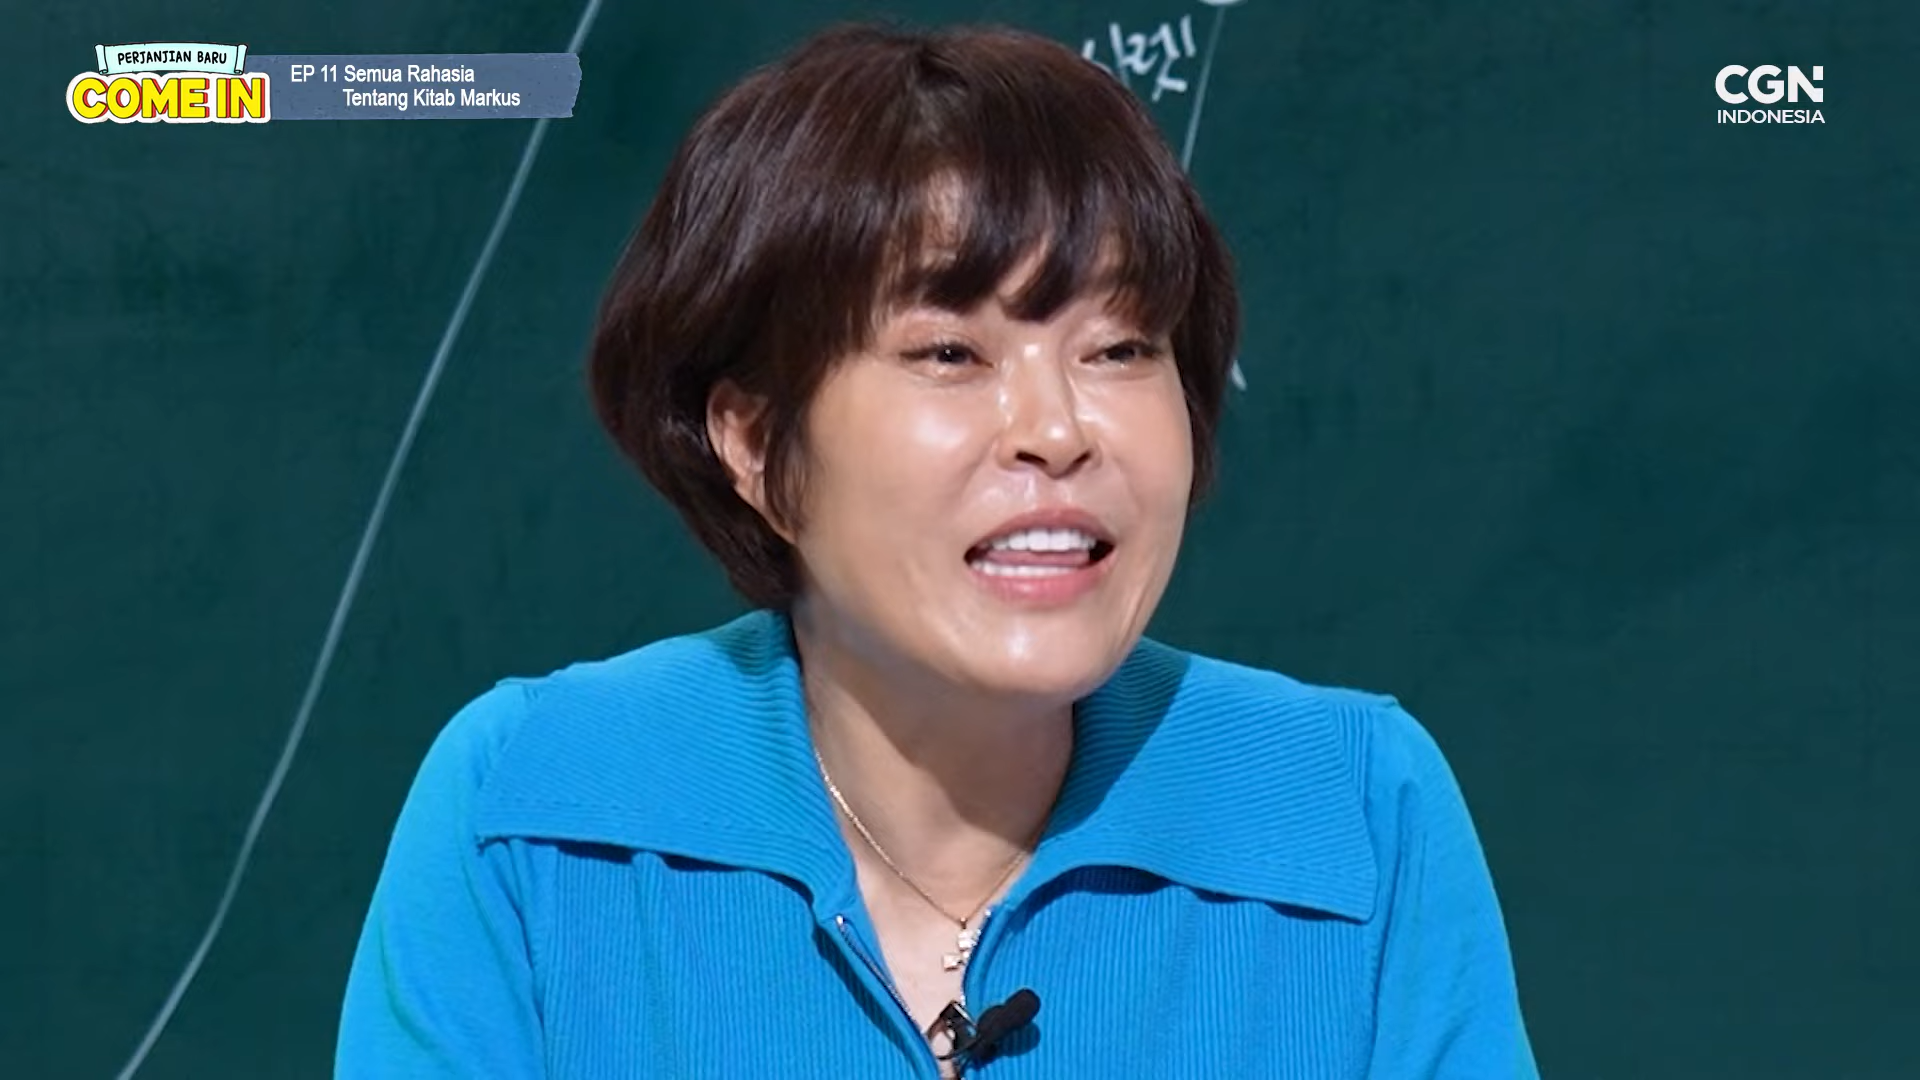 PERJANJIAN BARU
COME IN
EP 11 Semua Rahasia
Tentang Kitab Markus
CGN
INDONESIA